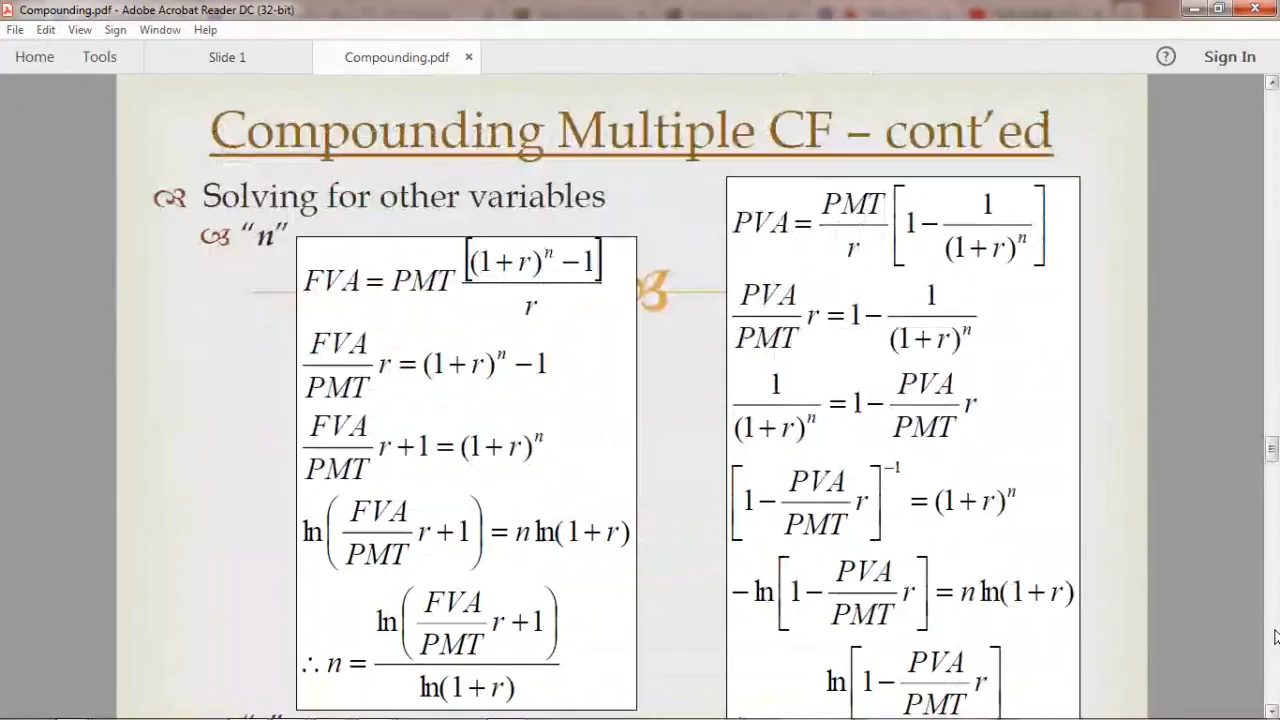 Compounding.pdf - Adobe Acrobat Reader DC (32-bit)
File Edit View Sign Window Help
Home Tools Slide 1 Compounding.pdf × ? Sign In
Compounding Multiple CF – cont'ed
Solving for other variables
"n"
FVA = PMT [(1+r)^n −1] / r
FVA/PMT r = (1+r)^n −1
FVA/PMT r +1 = (1+r)^n
ln(FVA/PMT r +1) = n ln(1+r)
∴ n = ln(FVA/PMT r +1) / ln(1+r)
PVA = PMT/r [1 − 1/(1+r)^n]
PVA/PMT r = 1 − 1/(1+r)^n
1/(1+r)^n = 1 − PVA/PMT r
[1 − PVA/PMT r]^−1 = (1+r)^n
− ln[1 − PVA/PMT r] = n ln(1+r)
ln[1 − PVA/PMT r]